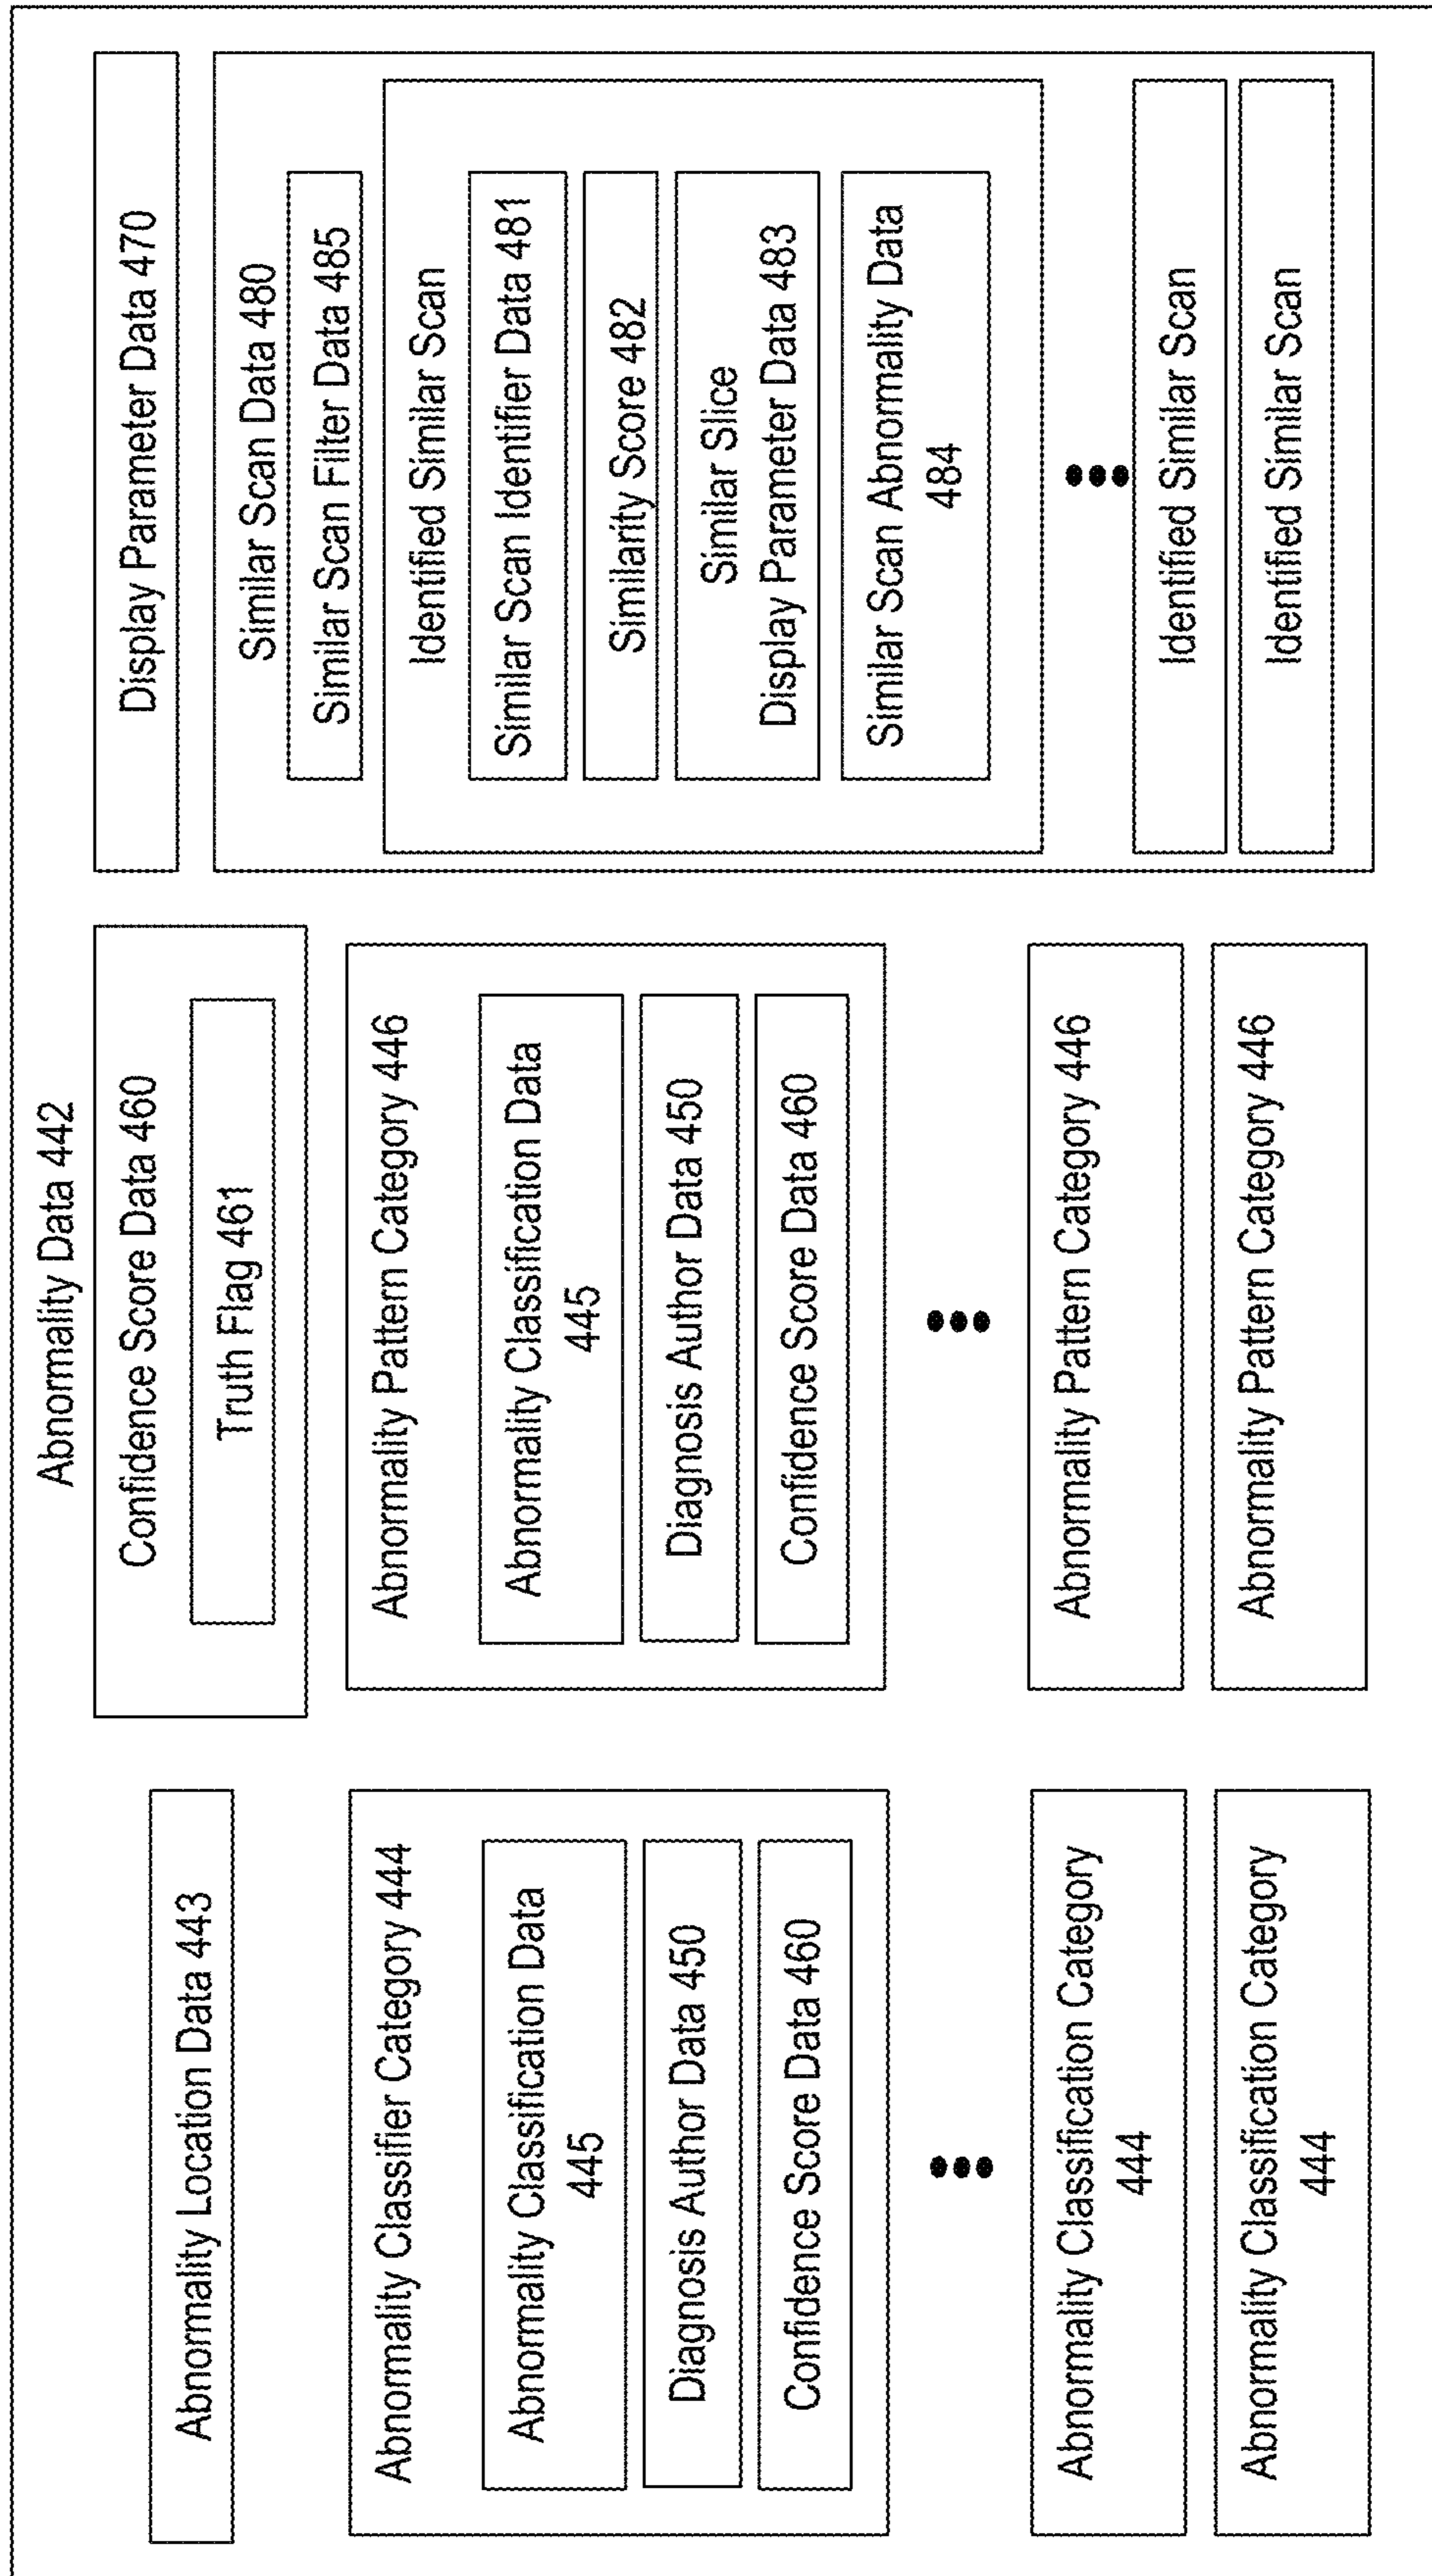 Abnormality Data 442
Abnormality Location Data 443
Abnormality Classifier Category 444
Abnormality Classification Data
445
Diagnosis Author Data 450
Confidence Score Data 460
Abnormality Classification Category
444
Abnormality Classification Category
444
Confidence Score Data 460
Truth Flag 461
Abnormality Pattern Category 446
Abnormality Classification Data
445
Diagnosis Author Data 450
Confidence Score Data 460
Abnormality Pattern Category 446
Abnormality Pattern Category 446
Display Parameter Data 470
Similar Scan Data 480
Similar Scan Filter Data 485
Identified Similar Scan
Similar Scan Identifier Data 481
Similarity Score 482
Similar Slice
Display Parameter Data 483
Similar Scan Abnormality Data
484
Identified Similar Scan
Identified Similar Scan